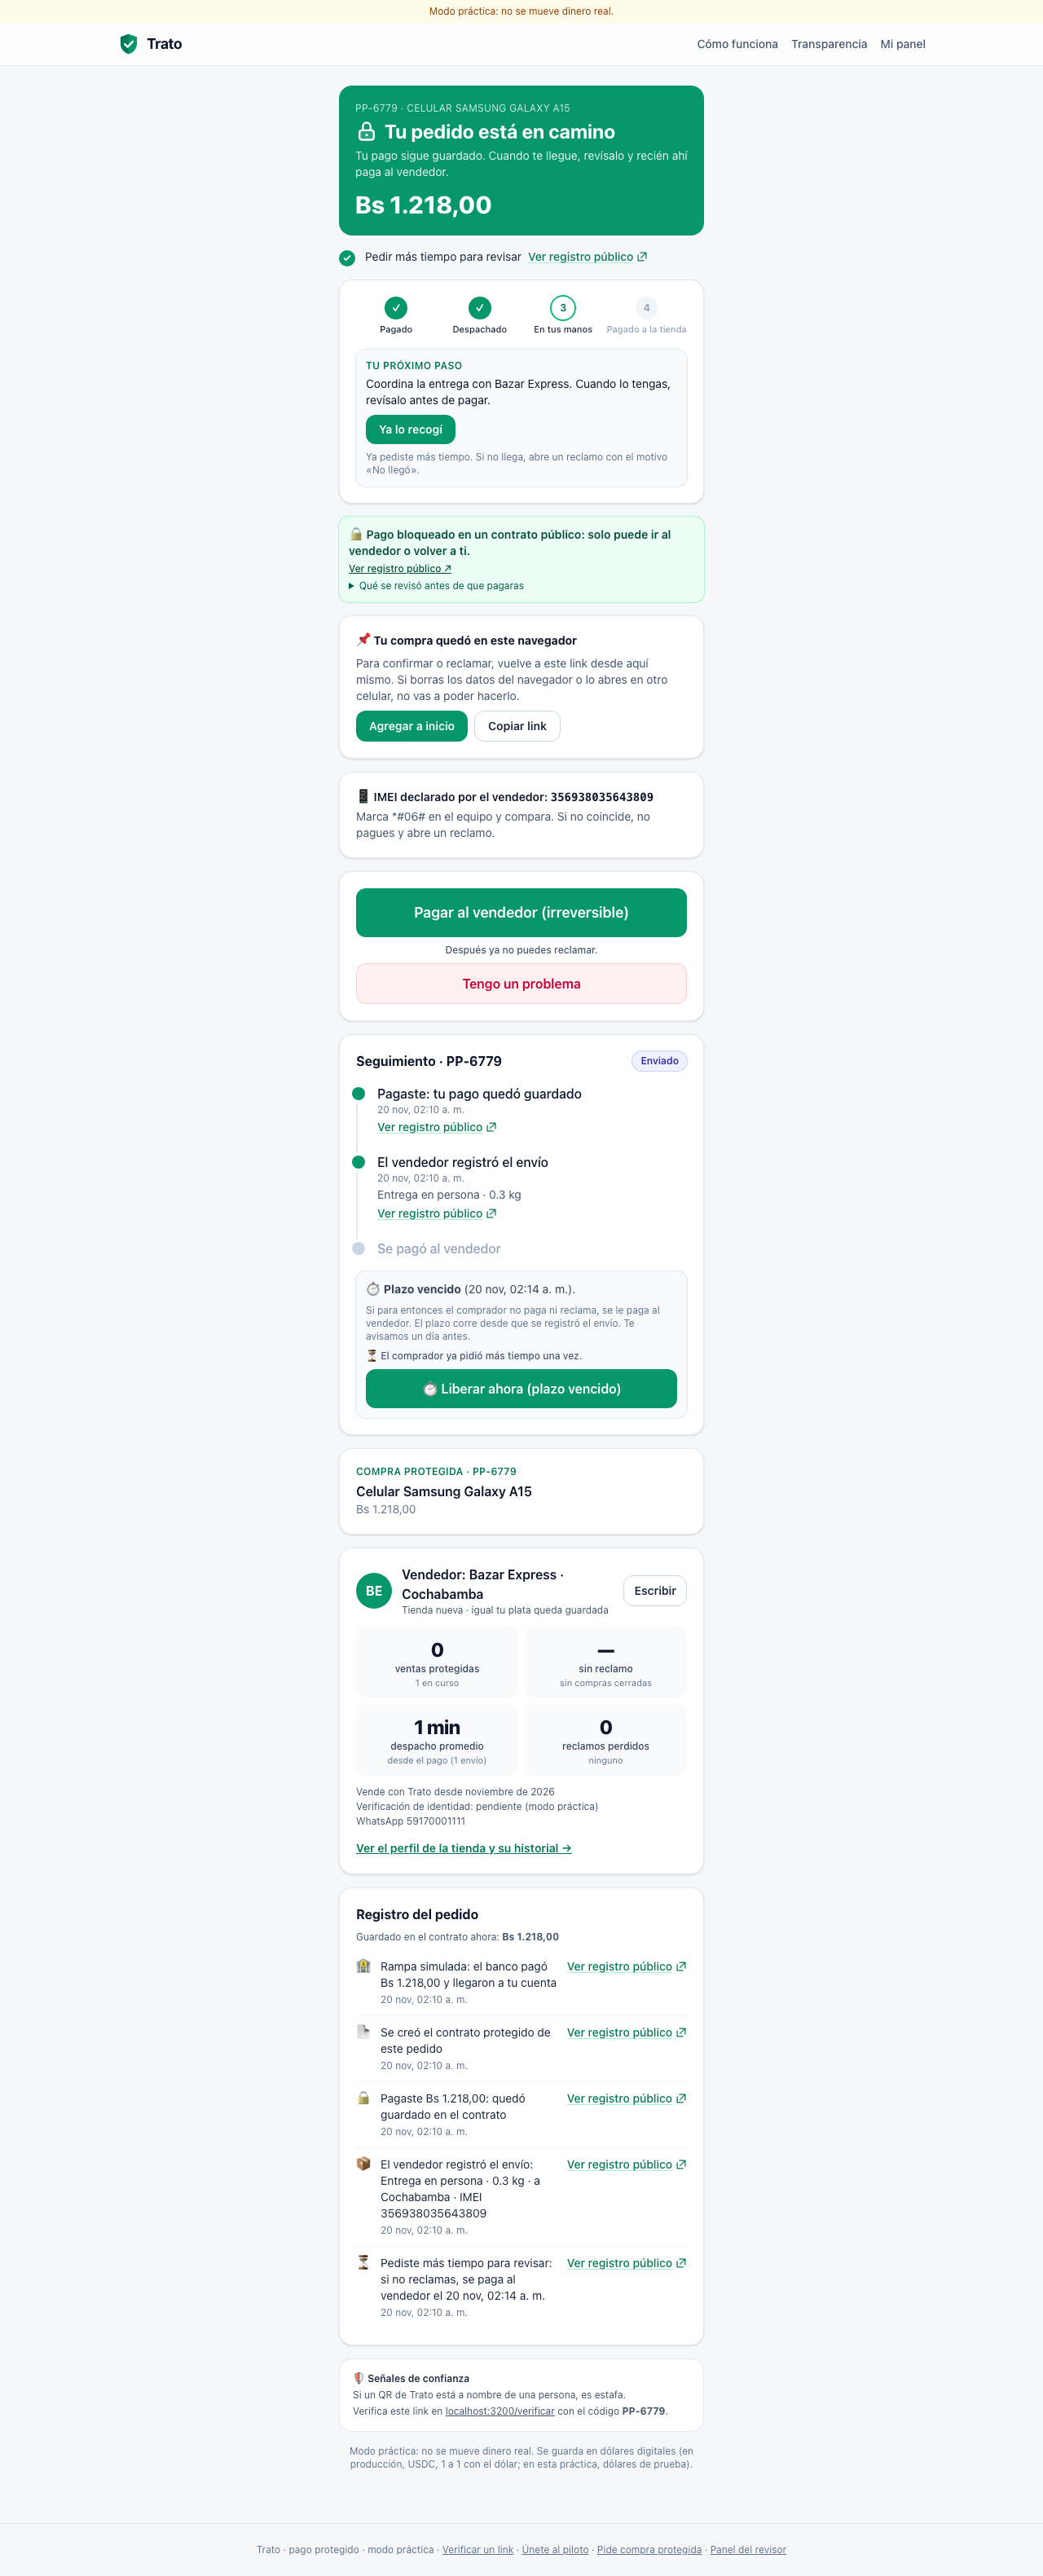 Modo práctica: no se mueve dinero real.
Trato
Cómo funciona Transparencia Mi panel
PP-6779 · CELULAR SAMSUNG GALAXY A15
Tu pedido está en camino
Tu pago sigue guardado. Cuando te llegue, revísalo y recién ahí
paga al vendedor.
Bs 1.218,00
Pedir más tiempo para revisar Ver registro público
3
4
Pagado
Despachado
En tus manos
Pagado a la tienda
TU PRÓXIMO PASO
Coordina la entrega con Bazar Express. Cuando lo tengas,
revísalo antes de pagar.
Ya lo recogí
Ya pediste más tiempo. Si no llega, abre un reclamo con el motivo
«No llegó».
Pago bloqueado en un contrato público: solo puede ir al
vendedor o volver a ti.
Ver registro público ↗
▶ Qué se revisó antes de que pagaras
Tu compra quedó en este navegador
Para confirmar o reclamar, vuelve a este link desde aquí
mismo. Si borras los datos del navegador o lo abres en otro
celular, no vas a poder hacerlo.
Agregar a inicio
Copiar link
IMEI declarado por el vendedor: 356938035643809
Marca *#06# en el equipo y compara. Si no coincide, no
pagues y abre un reclamo.
Pagar al vendedor (irreversible)
Después ya no puedes reclamar.
Tengo un problema
Seguimiento · PP-6779
Enviado
Pagaste: tu pago quedó guardado
20 nov, 02:10 a. m.
Ver registro público
El vendedor registró el envío
20 nov, 02:10 a. m.
Entrega en persona · 0.3 kg
Ver registro público
Se pagó al vendedor
Plazo vencido (20 nov, 02:14 a. m.).
Si para entonces el comprador no paga ni reclama, se le paga al
vendedor. El plazo corre desde que se registró el envío. Te
avisamos un día antes.
El comprador ya pidió más tiempo una vez.
Liberar ahora (plazo vencido)
COMPRA PROTEGIDA · PP-6779
Celular Samsung Galaxy A15
Bs 1.218,00
BE
Vendedor: Bazar Express ·
Cochabamba
Tienda nueva · igual tu plata queda guardada
Escribir
0
ventas protegidas
1 en curso
—
sin reclamo
sin compras cerradas
1 min
despacho promedio
desde el pago (1 envío)
0
reclamos perdidos
ninguno
Vende con Trato desde noviembre de 2026
Verificación de identidad: pendiente (modo práctica)
WhatsApp 59170001111
Ver el perfil de la tienda y su historial →
Registro del pedido
Guardado en el contrato ahora: Bs 1.218,00
Rampa simulada: el banco pagó
Bs 1.218,00 y llegaron a tu cuenta
20 nov, 02:10 a. m.
Ver registro público
Se creó el contrato protegido de
este pedido
20 nov, 02:10 a. m.
Ver registro público
Pagaste Bs 1.218,00: quedó
guardado en el contrato
20 nov, 02:10 a. m.
Ver registro público
El vendedor registró el envío:
Entrega en persona · 0.3 kg · a
Cochabamba · IMEI
356938035643809
20 nov, 02:10 a. m.
Ver registro público
Pediste más tiempo para revisar:
si no reclamas, se paga al
vendedor el 20 nov, 02:14 a. m.
20 nov, 02:10 a. m.
Ver registro público
Señales de confianza
Si un QR de Trato está a nombre de una persona, es estafa.
Verifica este link en localhost:3200/verificar con el código PP-6779.
Modo práctica: no se mueve dinero real. Se guarda en dólares digitales (en
producción, USDC, 1 a 1 con el dólar; en esta práctica, dólares de prueba).
Trato · pago protegido · modo práctica · Verificar un link · Únete al piloto · Pide compra protegida · Panel del revisor